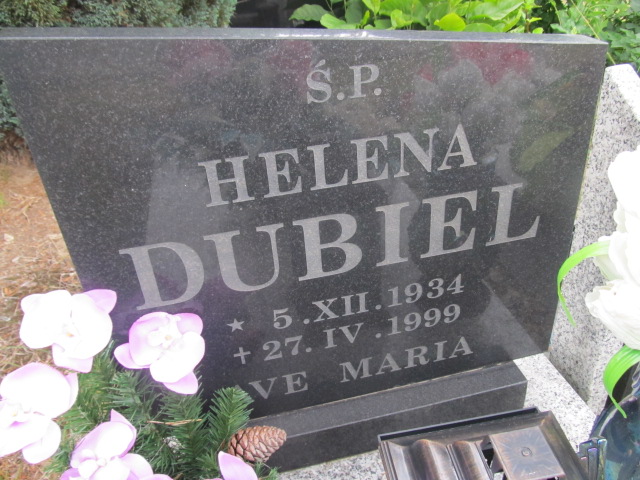 Ś.P.
HELENA
DUBIEL
★ 5.XII.1934
+ 27.IV.1999
VE MARIA